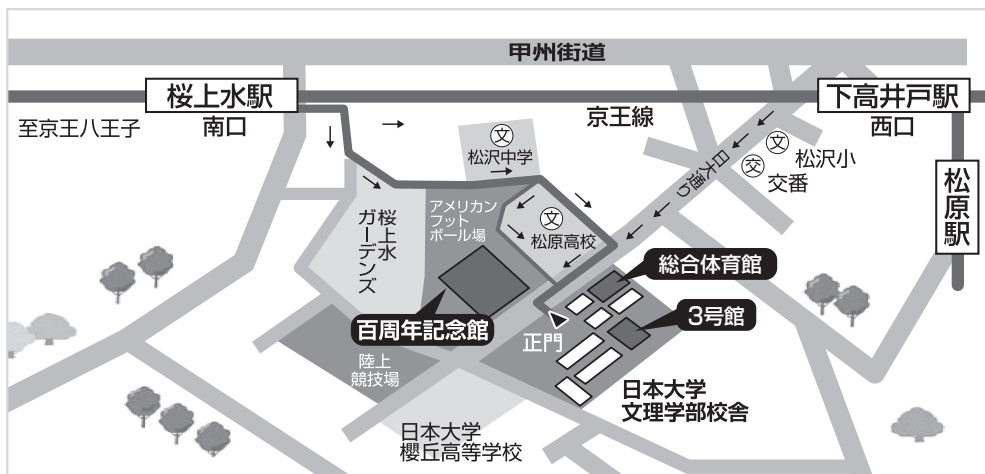 甲州街道
桜上水駅
下高井戸駅
至京王八王子
南口
京王線
西口
文
松沢中学
日大通り
文
松沢小
交
交番
松原駅
アメリカン
フット
ボール場
文
松原高校
桜上水
ガーデンズ
総合体育館
3号館
百周年記念館
正門
陸上
競技場
日本大学
文理学部校舎
日本大学
櫻丘高等学校